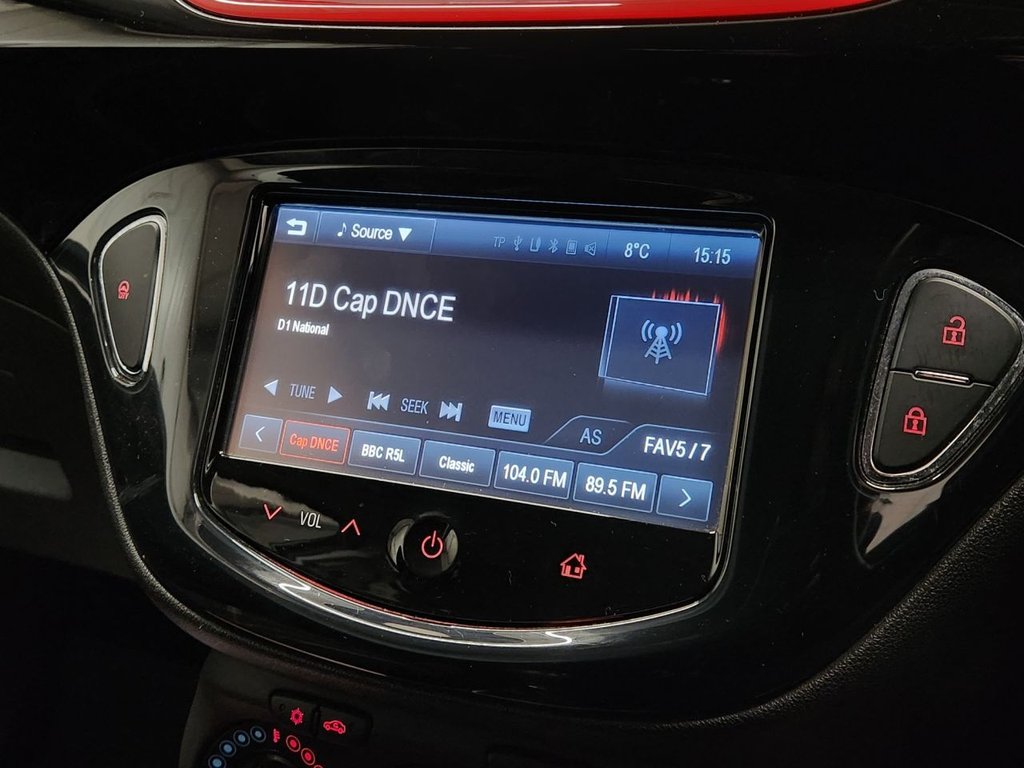 Source TP 8°C 15:15
11D Cap DNCE
D1 National
TUNE SEEK MENU AS FAV5 / 7
Cap DNCE BBC R5L Classic 104.0 FM 89.5 FM
VOL